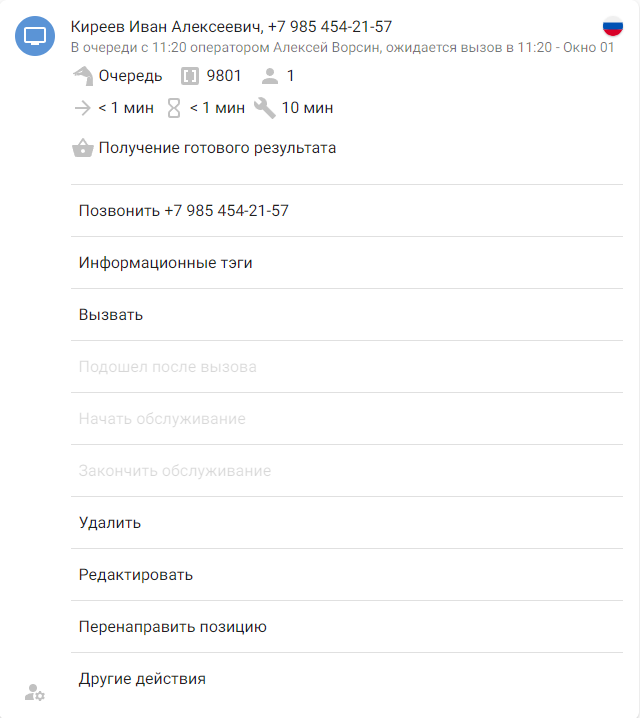 Киреев Иван Алексеевич, +7 985 454-21-57
В очереди с 11:20 оператором Алексей Ворсин, ожидается вызов в 11:20 - Окно 01
Очередь 9801 1
< 1 мин < 1 мин 10 мин
Получение готового результата
Позвонить +7 985 454-21-57
Информационные тэги
Вызвать
Подошел после вызова
Начать обслуживание
Закончить обслуживание
Удалить
Редактировать
Перенаправить позицию
Другие действия